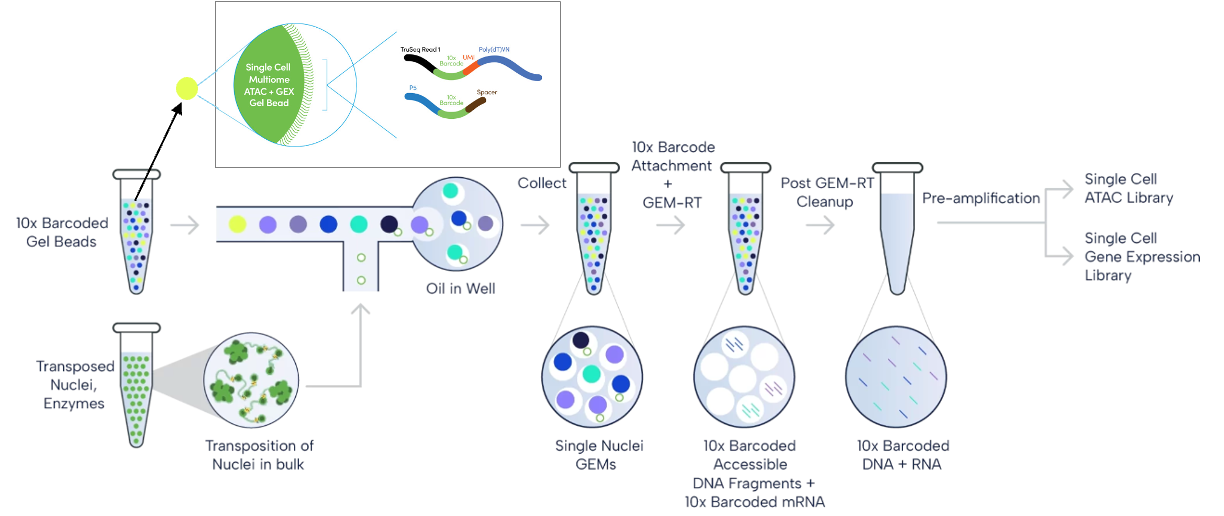 Single Cell
Multiome
ATAC + GEX
Gel Bead
TruSeq Read 1
10x
Barcode
UMI
Poly(dT)VN
P5
10x
Barcode
Spacer
10x Barcoded
Gel Beads
Oil in Well
Collect
10x Barcode
Attachment
+
GEM-RT
Post GEM-RT
Cleanup
Pre-amplification
Single Cell
ATAC Library
Single Cell
Gene Expression
Library
Transposed
Nuclei,
Enzymes
Transposition of
Nuclei in bulk
Single Nuclei
GEMs
10x Barcoded
Accessible
DNA Fragments +
10x Barcoded mRNA
10x Barcoded
DNA + RNA